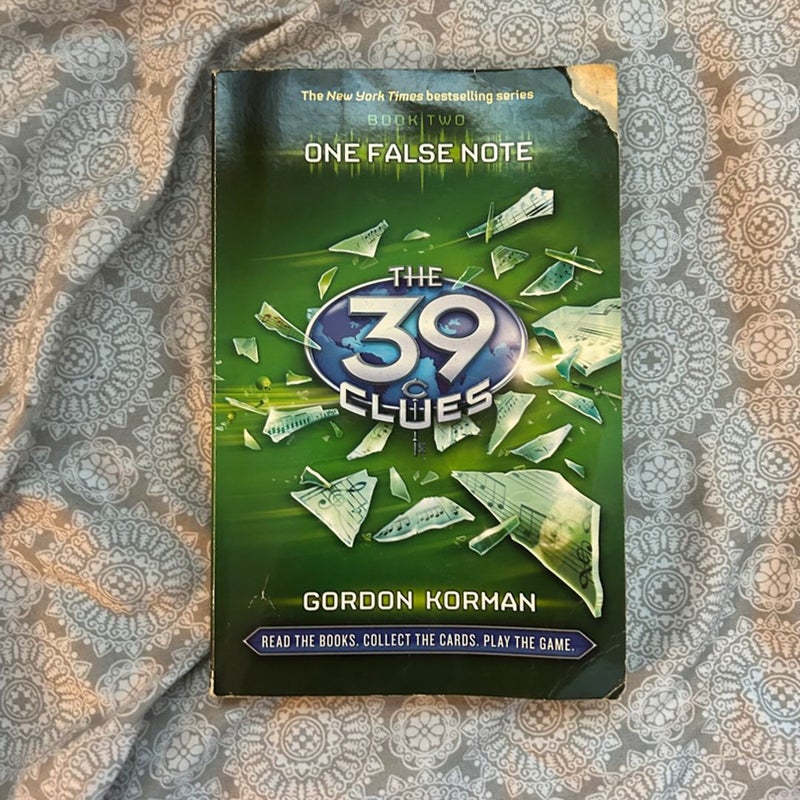 The New York Times bestselling series
BOOK TWO
ONE FALSE NOTE
THE
39
CLUES
GORDON KORMAN
READ THE BOOKS. COLLECT THE CARDS. PLAY THE GAME.